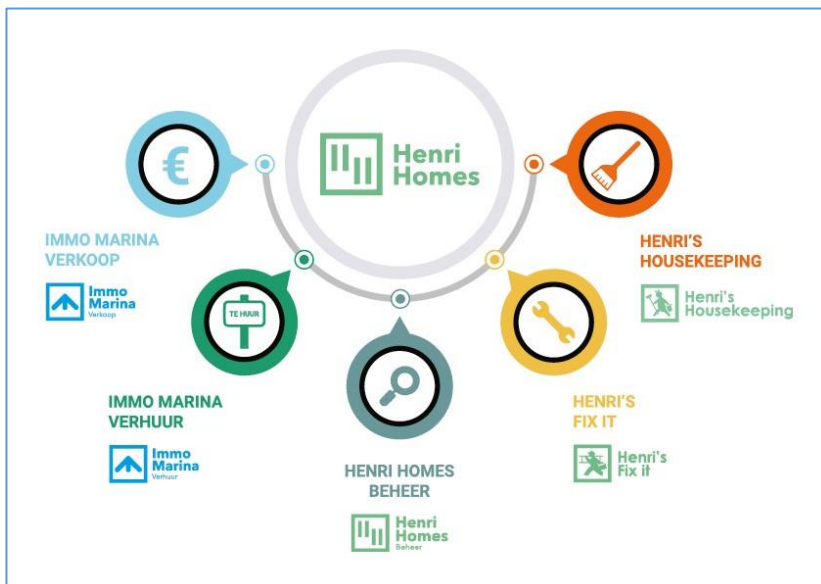 Henri
Homes
€
IMMO MARINA
VERKOOP
Immo
Marina
Verkoop
TE HUUR
IMMO MARINA
VERHUUR
Immo
Marina
Verhuur
HENRI HOMES
BEHEER
Henri
Homes
Beheer
HENRI'S
FIX IT
Henri's
Fix it
HENRI'S
HOUSEKEEPING
Henri's
Housekeeping